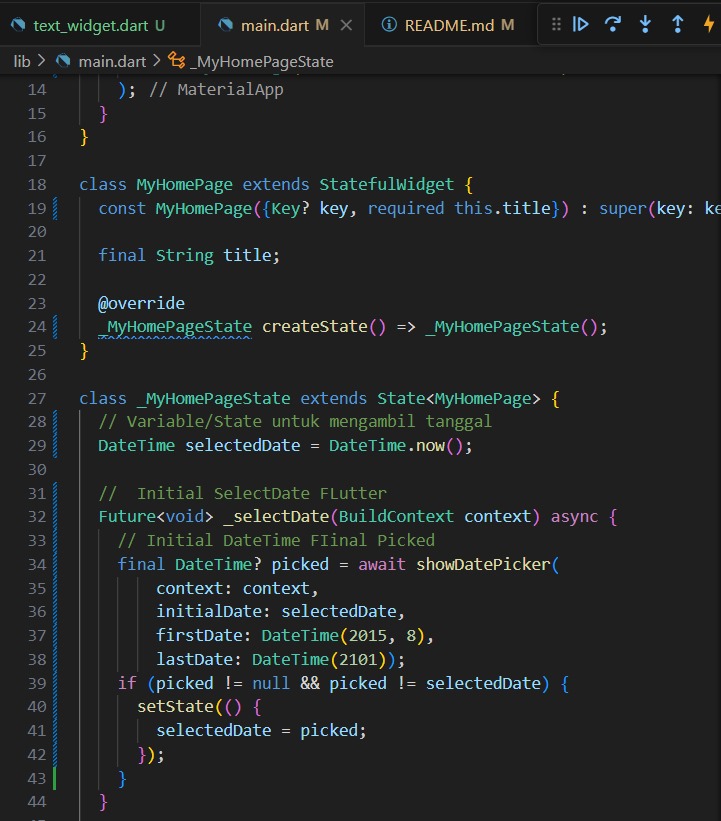 text_widget.dart U
main.dart M
README.md M
lib > main.dart > _MyHomePageState
14 ); // MaterialApp
15 }
16 }
17
18 class MyHomePage extends StatefulWidget {
19 const MyHomePage({Key? key, required this.title}) : super(key: ke
20
21 final String title;
22
23 @override
24 _MyHomePageState createState() => _MyHomePageState();
25 }
26
27 class _MyHomePageState extends State<MyHomePage> {
28 // Variable/State untuk mengambil tanggal
29 DateTime selectedDate = DateTime.now();
30
31 //  Initial SelectDate FLutter
32 Future<void> _selectDate(BuildContext context) async {
33 // Initial DateTime FIinal Picked
34 final DateTime? picked = await showDatePicker(
35 context: context,
36 initialDate: selectedDate,
37 firstDate: DateTime(2015, 8),
38 lastDate: DateTime(2101));
39 if (picked != null && picked != selectedDate) {
40 setState(() {
41 selectedDate = picked;
42 });
43 }
44 }